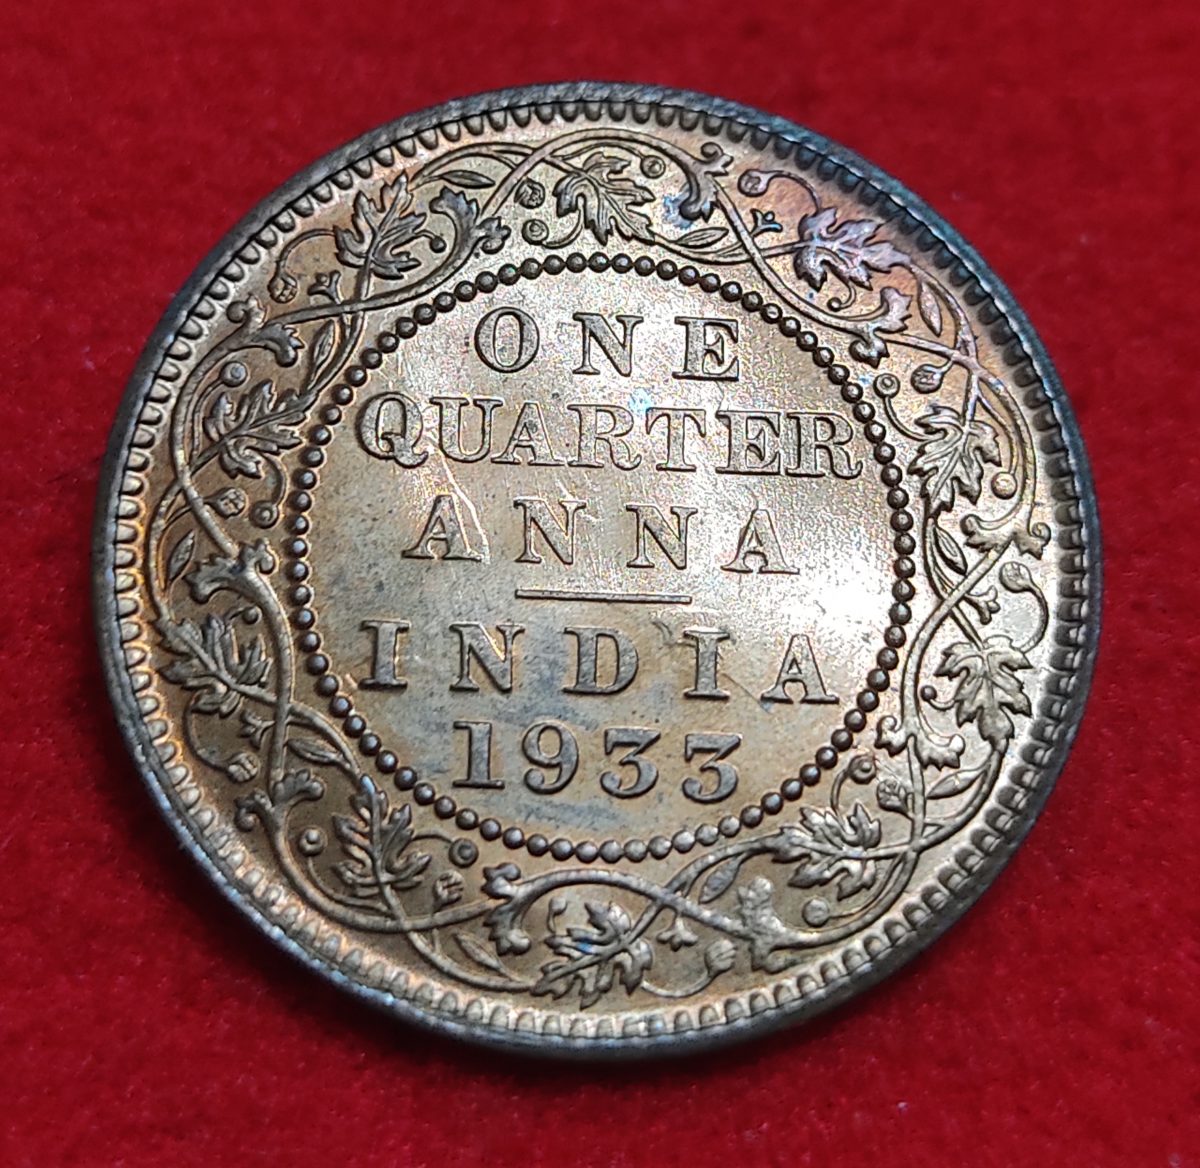 ONE
QUARTER
ANNA
INDIA
1933